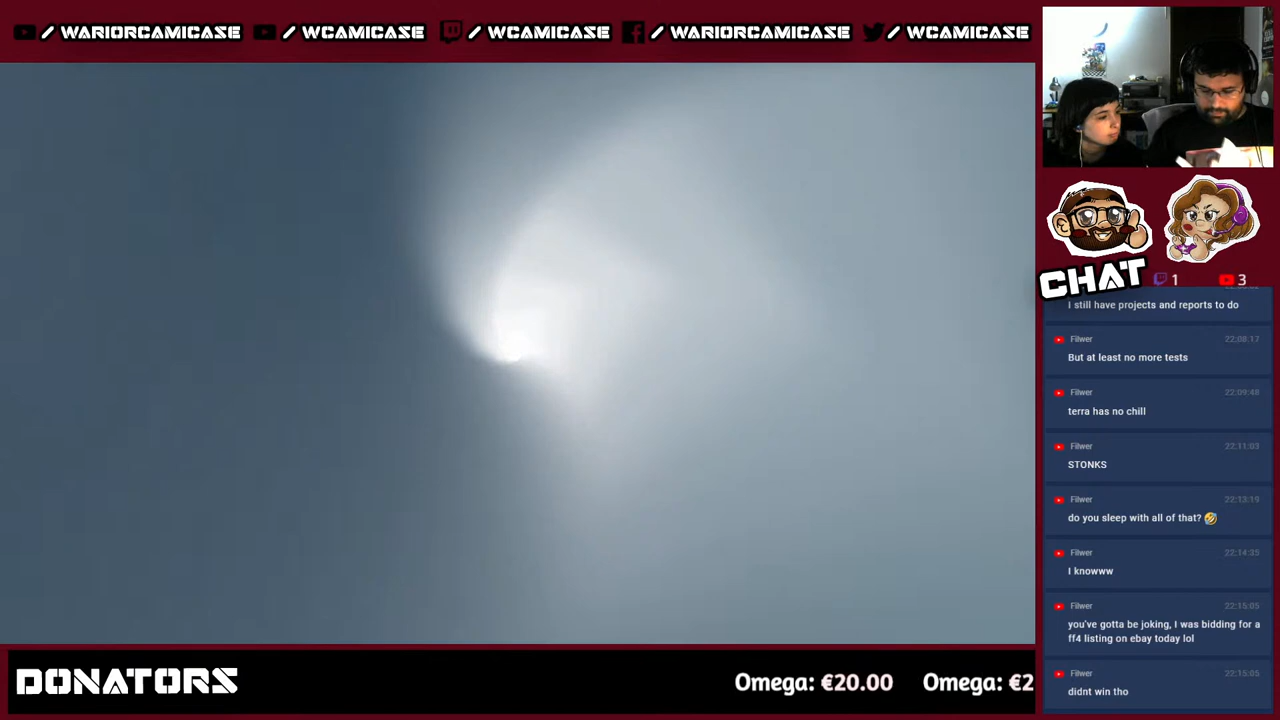 / WARIORCAMICASE / WCAMICASE / WCAMICASE / WARIORCAMICASE / WCAMICASE
CHAT
1 3
I still have projects and reports to do
Filwer 22:08:17
But at least no more tests
Filwer 22:09:48
terra has no chill
Filwer 22:11:03
STONKS
Filwer 22:13:19
do you sleep with all of that? 🤣
Filwer 22:14:35
I knowww
Filwer 22:15:05
you've gotta be joking, I was bidding for a
ff4 listing on ebay today lol
Filwer 22:15:05
didnt win tho
DONATORS Omega: €20.00 Omega: €2